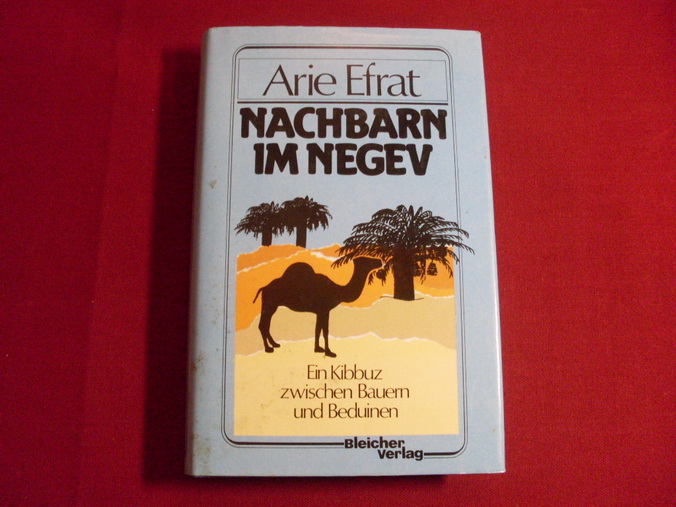 Arie Efrat
NACHBARN
IM NEGEV
Ein Kibbuz
zwischen Bauern
und Beduinen
Bleicher
Verlag